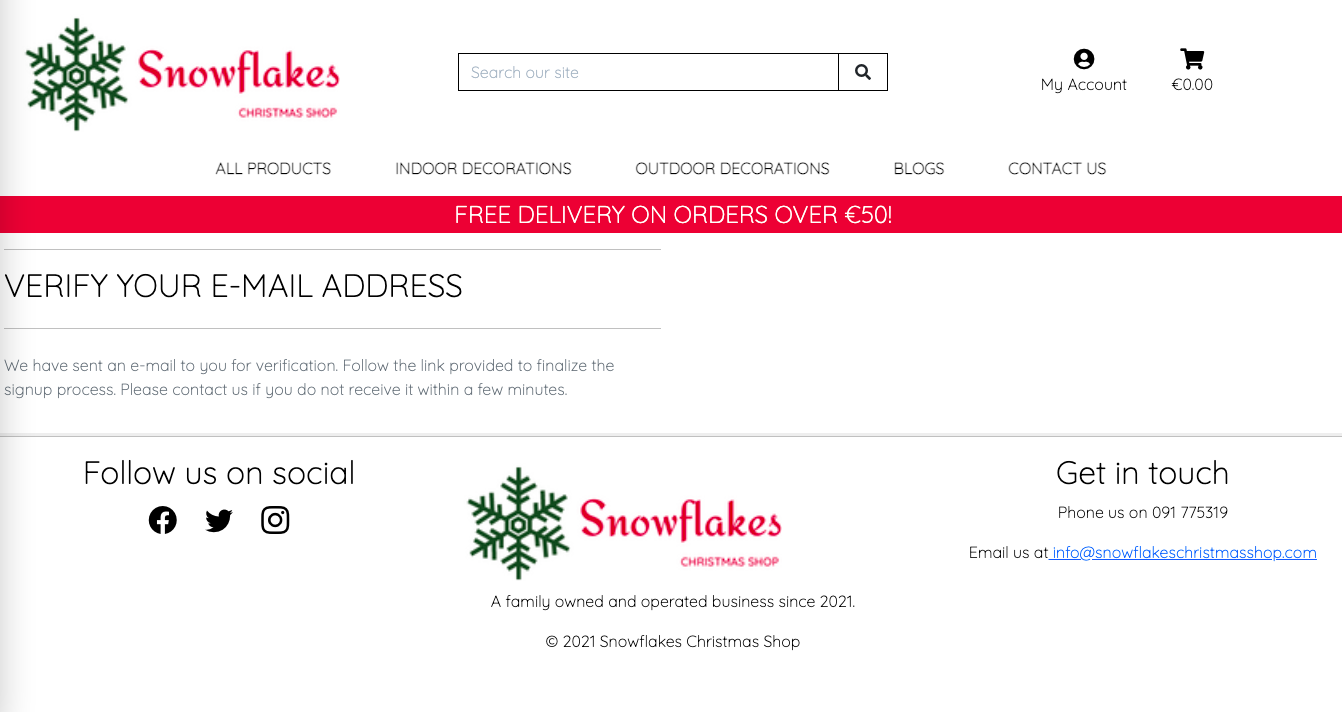 Snowflakes
CHRISTMAS SHOP
Search our site
My Account
€0.00
ALL PRODUCTS
INDOOR DECORATIONS
OUTDOOR DECORATIONS
BLOGS
CONTACT US
FREE DELIVERY ON ORDERS OVER €50!
VERIFY YOUR E-MAIL ADDRESS
We have sent an e-mail to you for verification. Follow the link provided to finalize the
signup process. Please contact us if you do not receive it within a few minutes.
Follow us on social
Snowflakes
CHRISTMAS SHOP
A family owned and operated business since 2021.
© 2021 Snowflakes Christmas Shop
Get in touch
Phone us on 091 775319
Email us at info@snowflakeschristmasshop.com